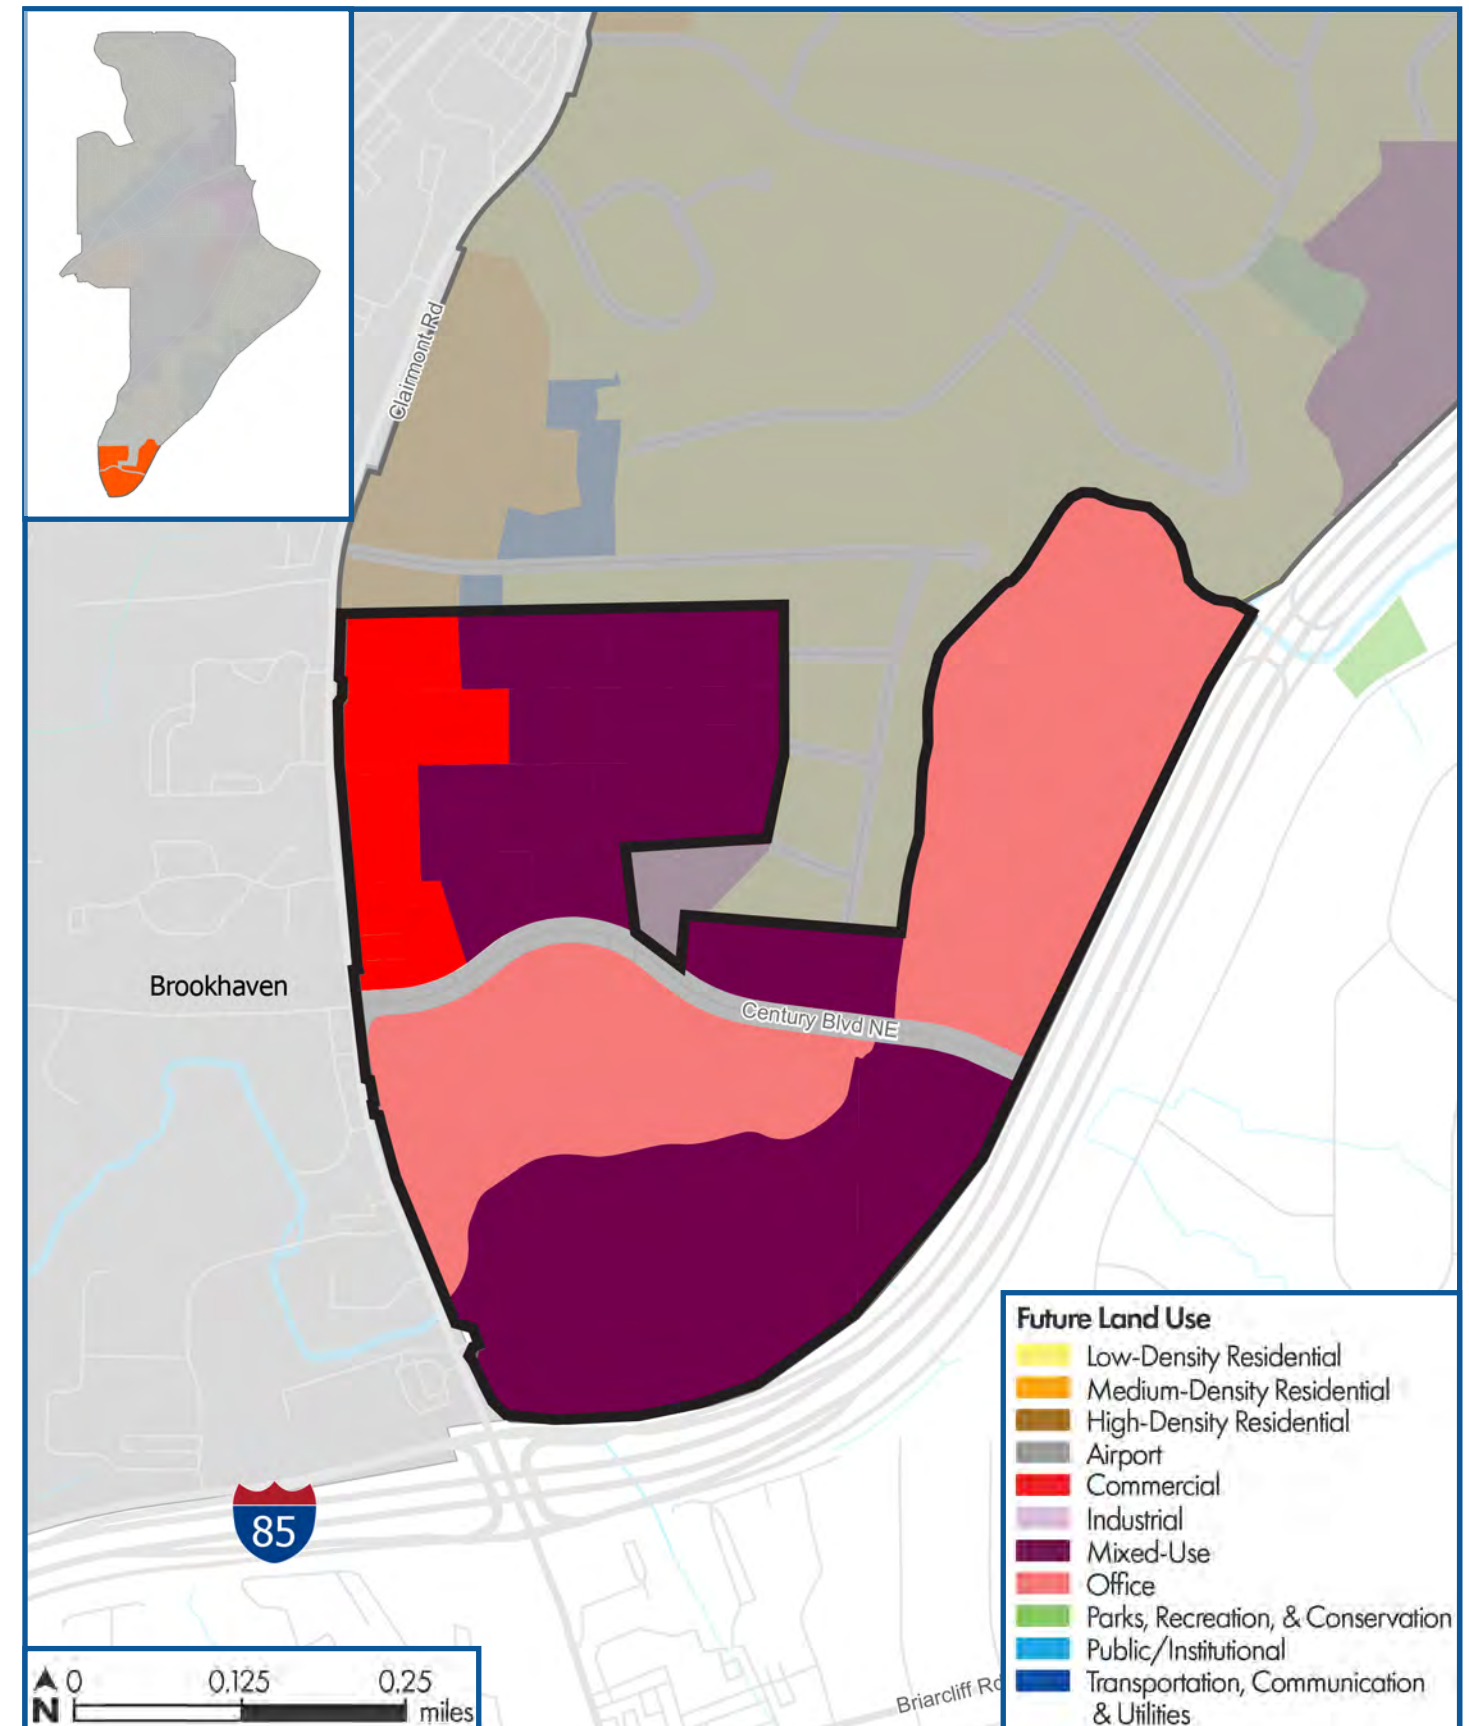 Clairmont Rd
Brookhaven
Century Blvd NE
85
Briarcliff Rd
Future Land Use
Low-Density Residential
Medium-Density Residential
High-Density Residential
Airport
Commercial
Industrial
Mixed-Use
Office
Parks, Recreation, & Conservation
Public/Institutional
Transportation, Communication
& Utilities
0 0.125 0.25
N miles